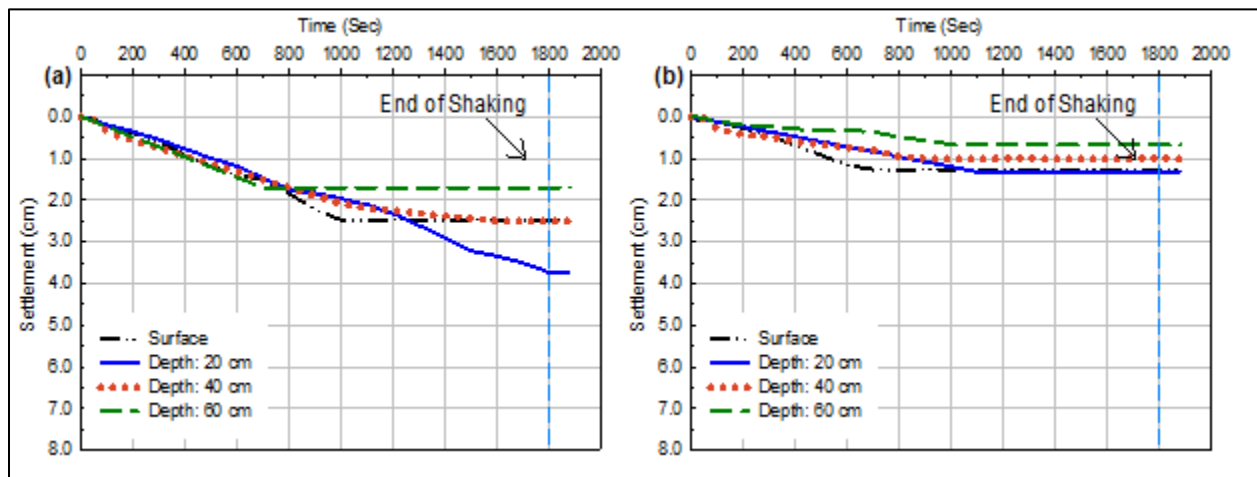 Time (Sec)
0 200 400 600 800 1000 1200 1400 1600 1800 2000
(a)
End of Shaking
Settlement (cm)
0.0
1.0
2.0
3.0
4.0
5.0
6.0
7.0
8.0
Surface
Depth: 20 cm
Depth: 40 cm
Depth: 60 cm
Time (Sec)
0 200 400 600 800 1000 1200 1400 1600 1800 2000
(b)
End of Shaking
Settlement (cm)
0.0
1.0
2.0
3.0
4.0
5.0
6.0
7.0
8.0
Surface
Depth: 20 cm
Depth: 40 cm
Depth: 60 cm